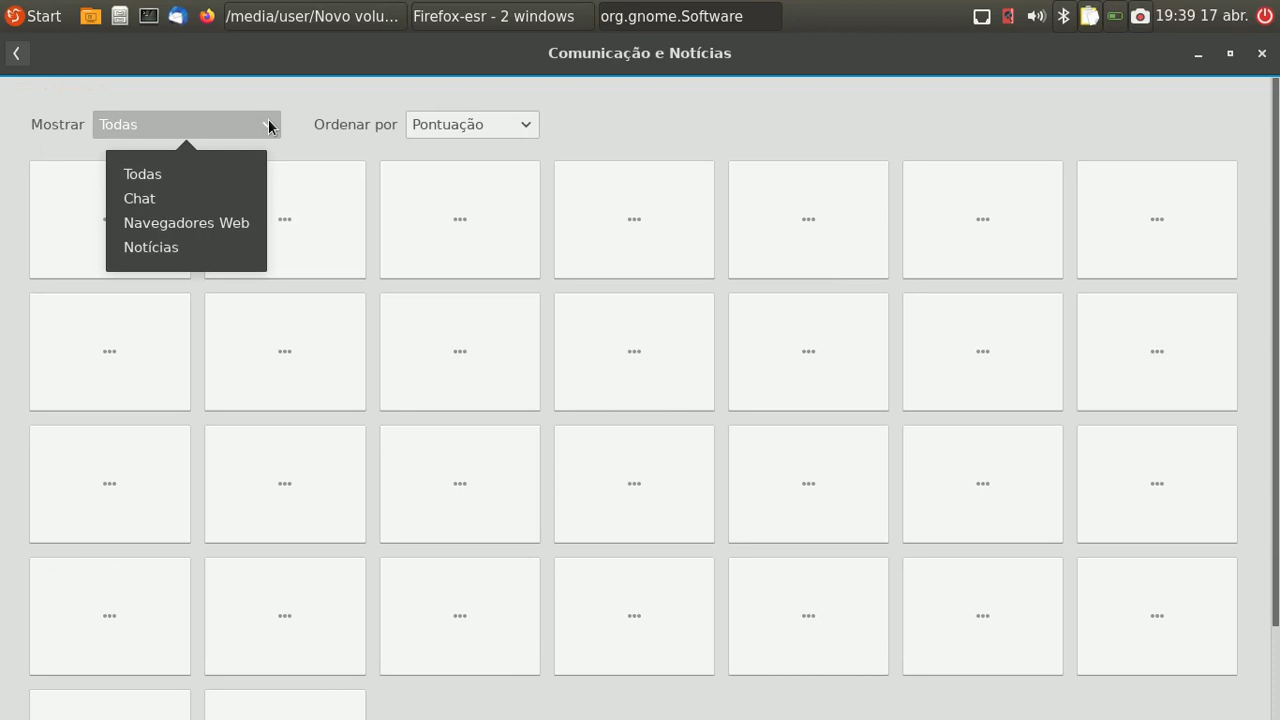 Start /media/user/Novo volu... Firefox-esr - 2 windows org.gnome.Software 19:39 17 abr.
Comunicação e Notícias
Mostrar Todas Ordenar por Pontuação
Todas
Chat
Navegadores Web
Notícias